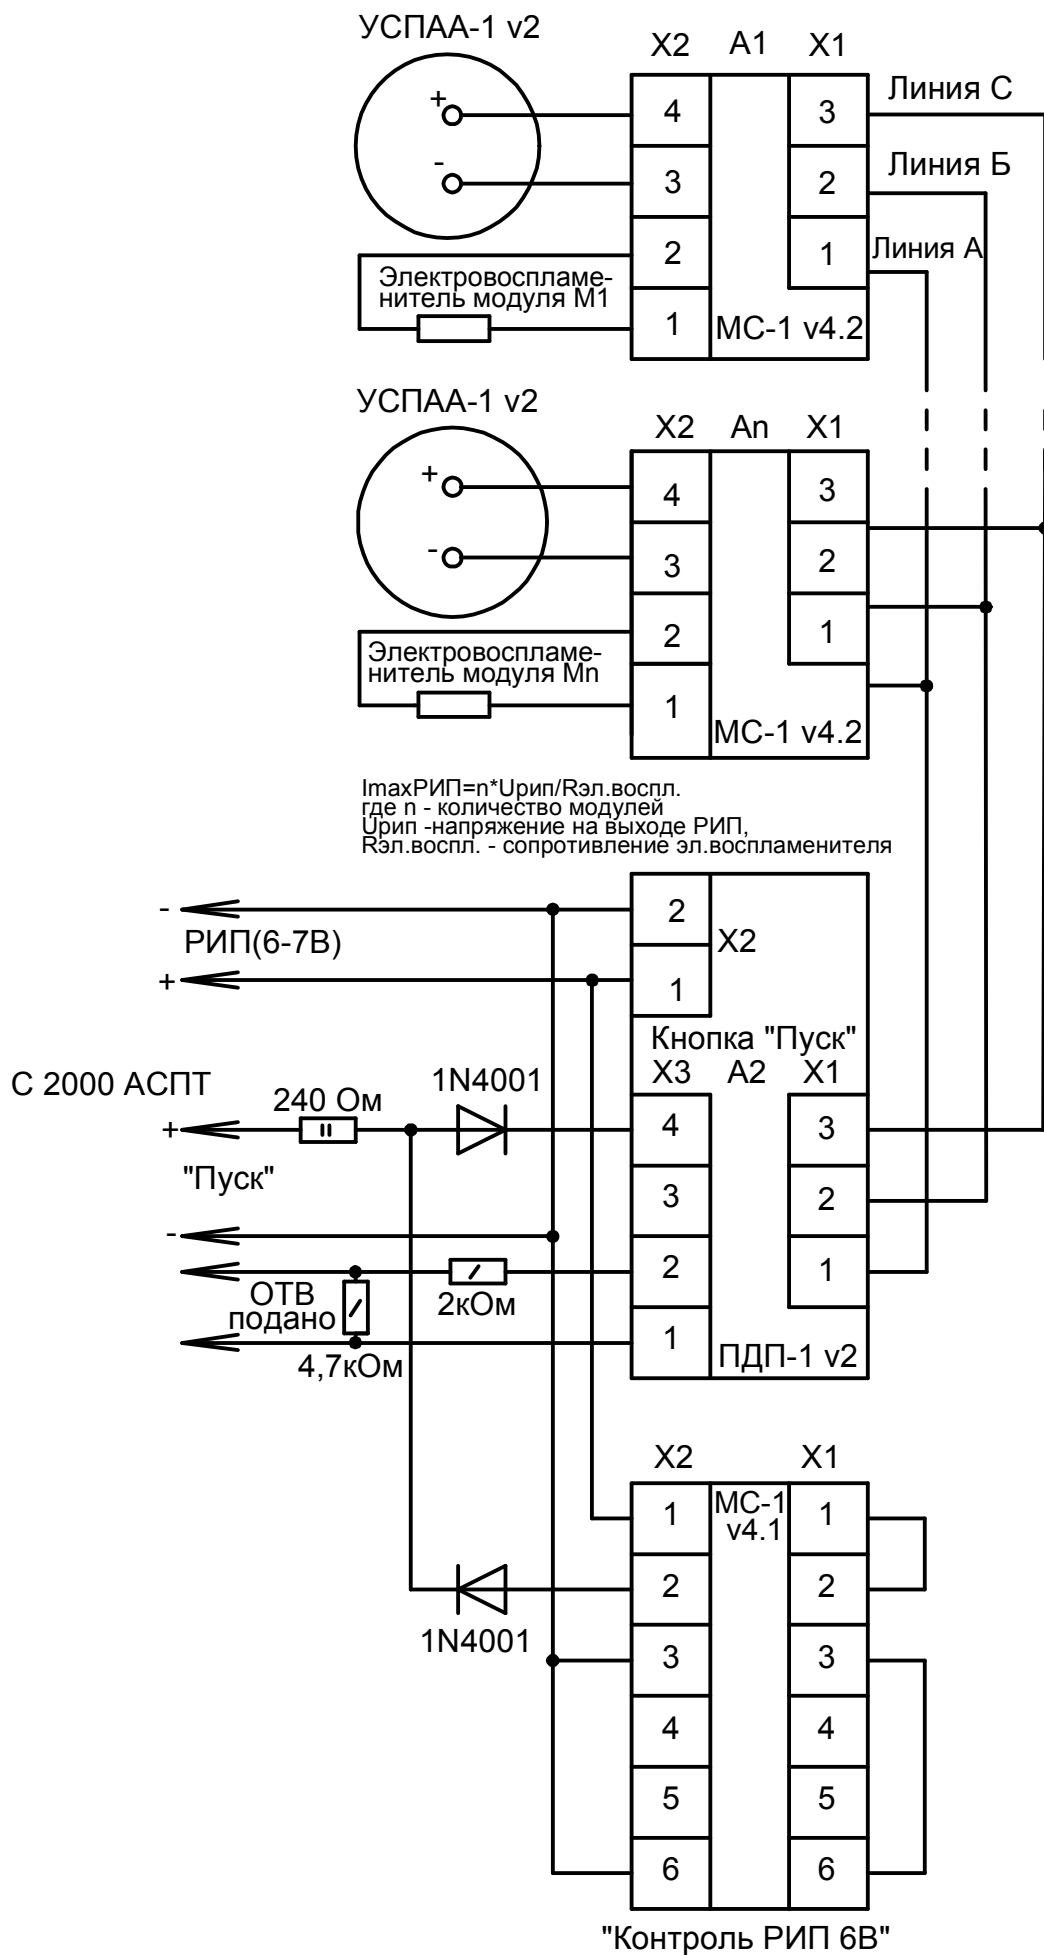 УСПАА-1 v2
X2 A1 X1
+
4 3
Линия С
-
3 2
Линия Б
2 1
Линия А
Электровоспламе-
нитель модуля М1
1
МС-1 v4.2
УСПАА-1 v2
X2 An X1
+
4 3
-
3 2
2 1
Электровоспламе-
нитель модуля Mn
1
МС-1 v4.2
ImaxРИП=n*Uрип/Rэл.воспл.
где n - количество модулей
Uрип -напряжение на выходе РИП,
Rэл.воспл. - сопротивление эл.воспламенителя
-
2
РИП(6-7В)
X2
+
1
Кнопка "Пуск"
X3 A2 X1
С 2000 АСПТ
240 Ом
1N4001
+
4 3
"Пуск"
3 2
-
2 1
ОТВ
подано
2кОм
1
4,7кОм
ПДП-1 v2
X2 X1
МС-1
v4.1
1 1
2 2
1N4001
3 3
4 4
5 5
6 6
"Контроль РИП 6В"